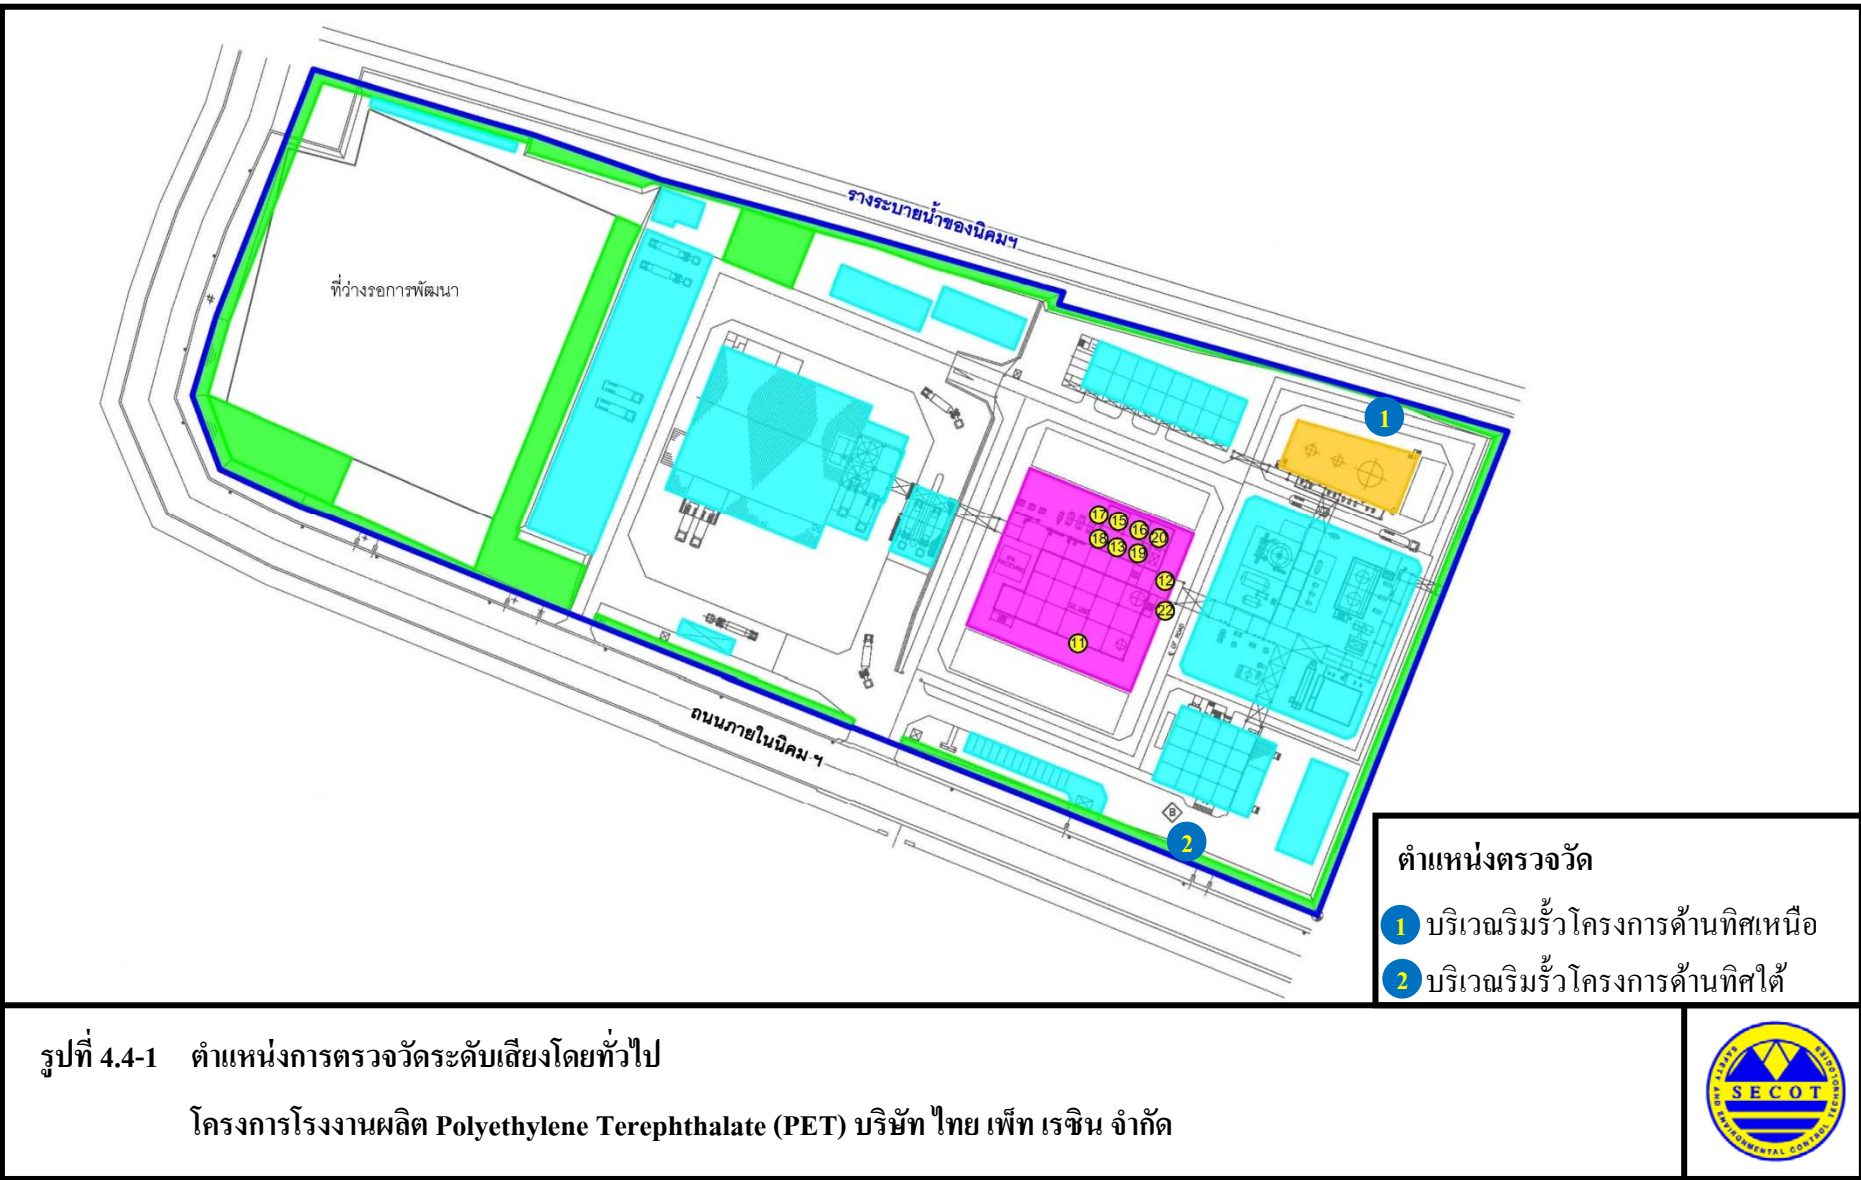 รางระบายน้ำของนิคมฯ
ที่ว่างรอการพัฒนา
1
17 15 16 20
18 13 19
12
22
11
℄ OF ROAD
ถนนภายในนิคม ฯ
B
2
ตำแหน่งตรวจวัด
1 บริเวณริมรั้วโครงการด้านทิศเหนือ
2 บริเวณริมรั้วโครงการด้านทิศใต้
รูปที่ 4.4-1 ตำแหน่งการตรวจวัดระดับเสียงโดยทั่วไป
โครงการโรงงานผลิต Polyethylene Terephthalate (PET) บริษัท ไทย เพ็ท เรซิน จำกัด
SECOT
SAFETY AND ENVIRONMENTAL CONTROL TECHNOLOGIES